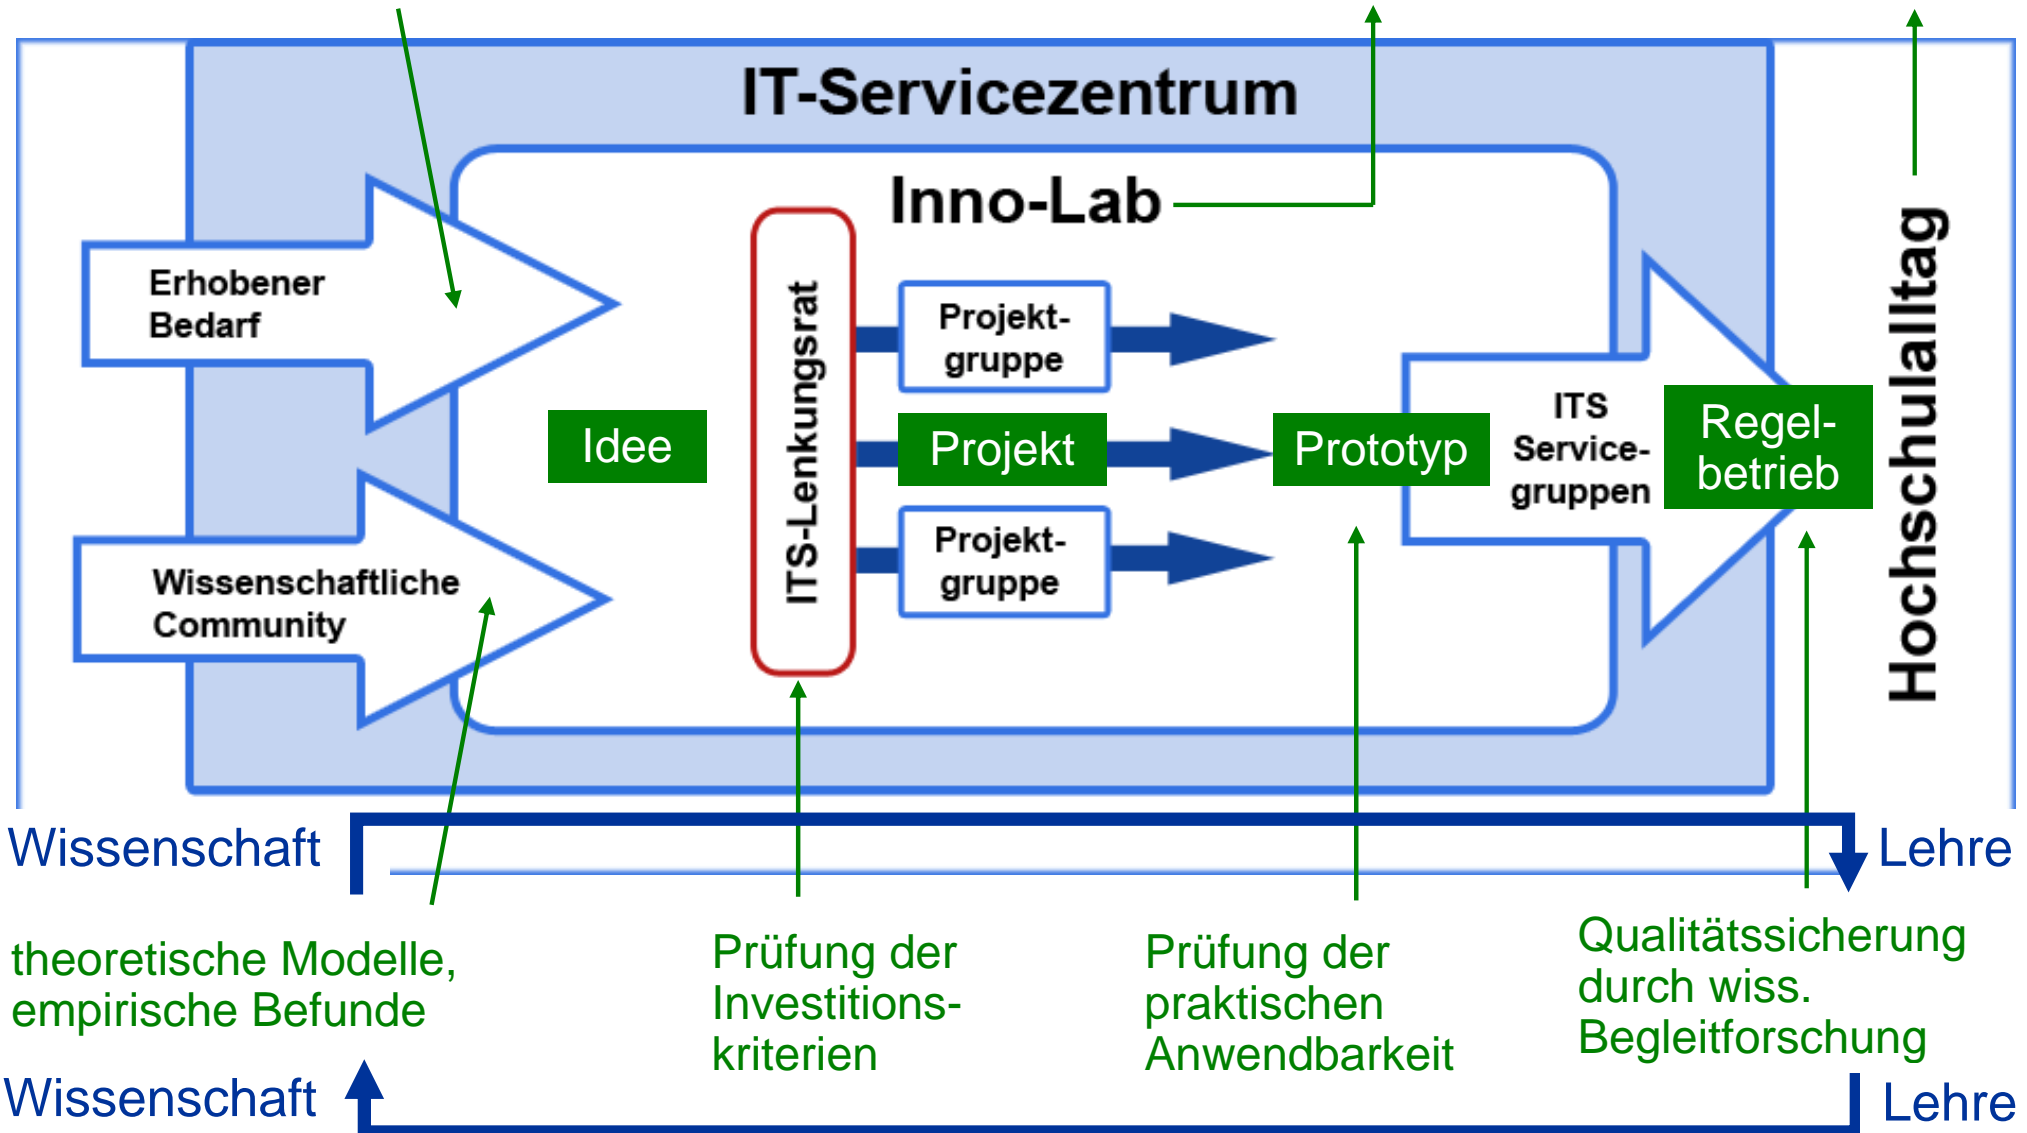 IT-Servicezentrum
Inno-Lab
Erhobener
Bedarf
Wissenschaftliche
Community
Idee
ITS-Lenkungsrat
Projekt-
gruppe
Projekt
Projekt-
gruppe
Prototyp
ITS
Service-
gruppen
Regel-
betrieb
Hochschulalltag
Wissenschaft
Lehre
theoretische Modelle,
empirische Befunde
Prüfung der
Investitions-
kriterien
Prüfung der
praktischen
Anwendbarkeit
Qualitätssicherung
durch wiss.
Begleitforschung
Wissenschaft
Lehre